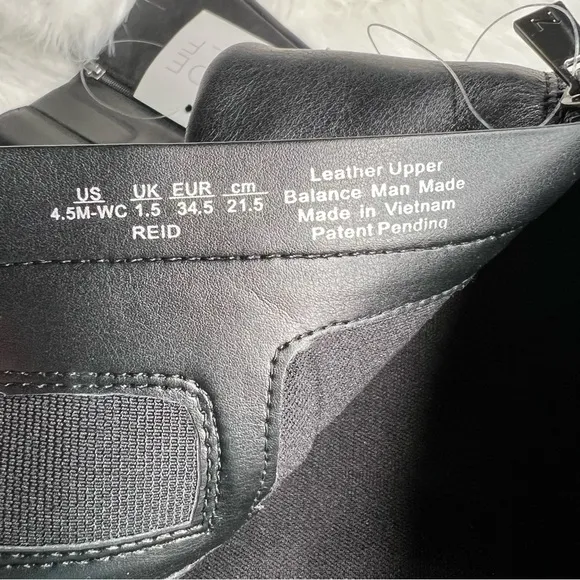 US UK EUR cm
4.5M-WC 1.5 34.5 21.5
REID
Leather Upper
Balance Man Made
Made in Vietnam
Patent Pending